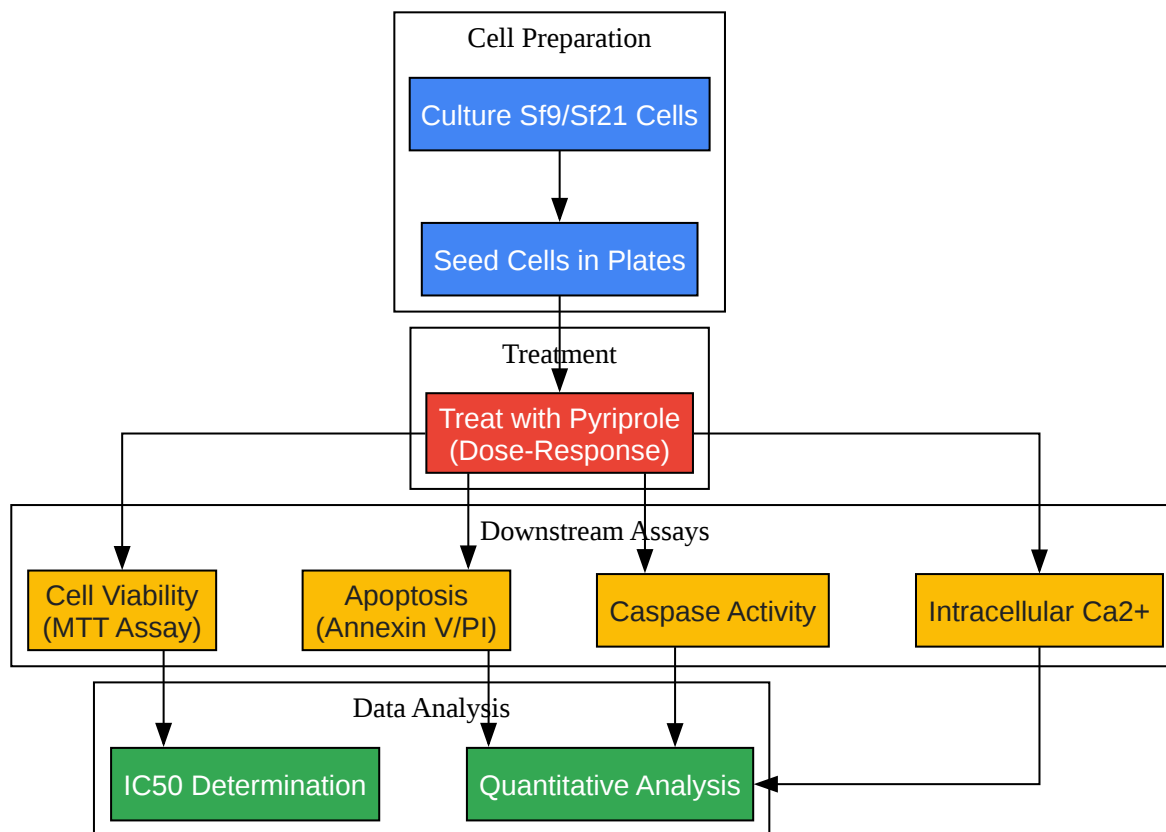 Cell Preparation
Culture Sf9/Sf21 Cells
Seed Cells in Plates
Treatment
Treat with Pyriprole
(Dose-Response)
Downstream Assays
Cell Viability
(MTT Assay)
Apoptosis
(Annexin V/PI)
Caspase Activity
Intracellular Ca2+
Data Analysis
IC50 Determination
Quantitative Analysis